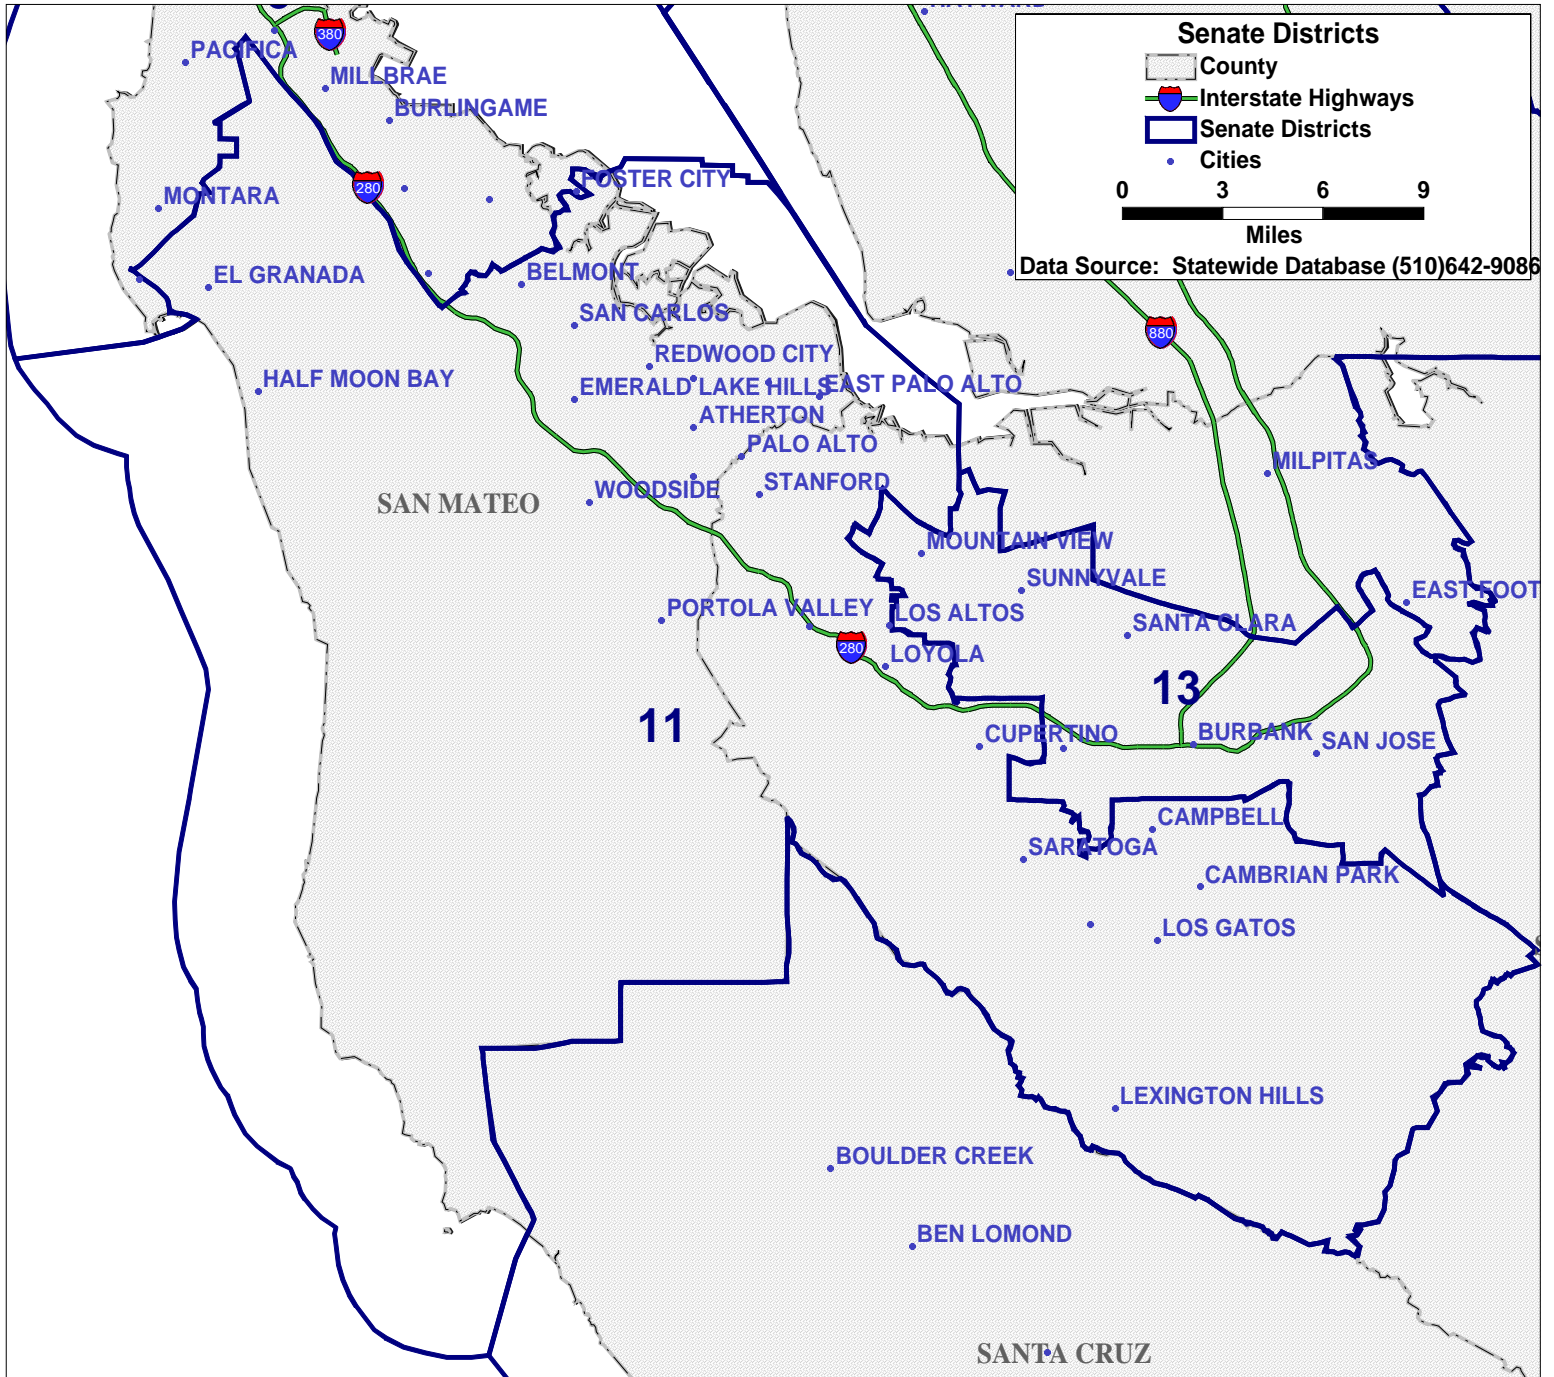 HAYWARD
380
PACIFICA
MILLBRAE
BURLINGAME
Senate Districts
County
Interstate Highways
Senate Districts
Cities
0 3 6 9
Miles
Data Source: Statewide Database (510)642-9086
280
MONTARA
FOSTER CITY
EL GRANADA
BELMONT
SAN CARLOS
880
REDWOOD CITY
HALF MOON BAY
EMERALD LAKE HILLS
EAST PALO ALTO
ATHERTON
PALO ALTO
MILPITAS
STANFORD
WOODSIDE
SAN MATEO
MOUNTAIN VIEW
SUNNYVALE
EAST FOOT
PORTOLA VALLEY
LOS ALTOS
SANTA CLARA
280
LOYOLA
13
11
CUPERTINO
BURBANK
SAN JOSE
CAMPBELL
SARATOGA
CAMBRIAN PARK
LOS GATOS
LEXINGTON HILLS
BOULDER CREEK
BEN LOMOND
SANTA CRUZ